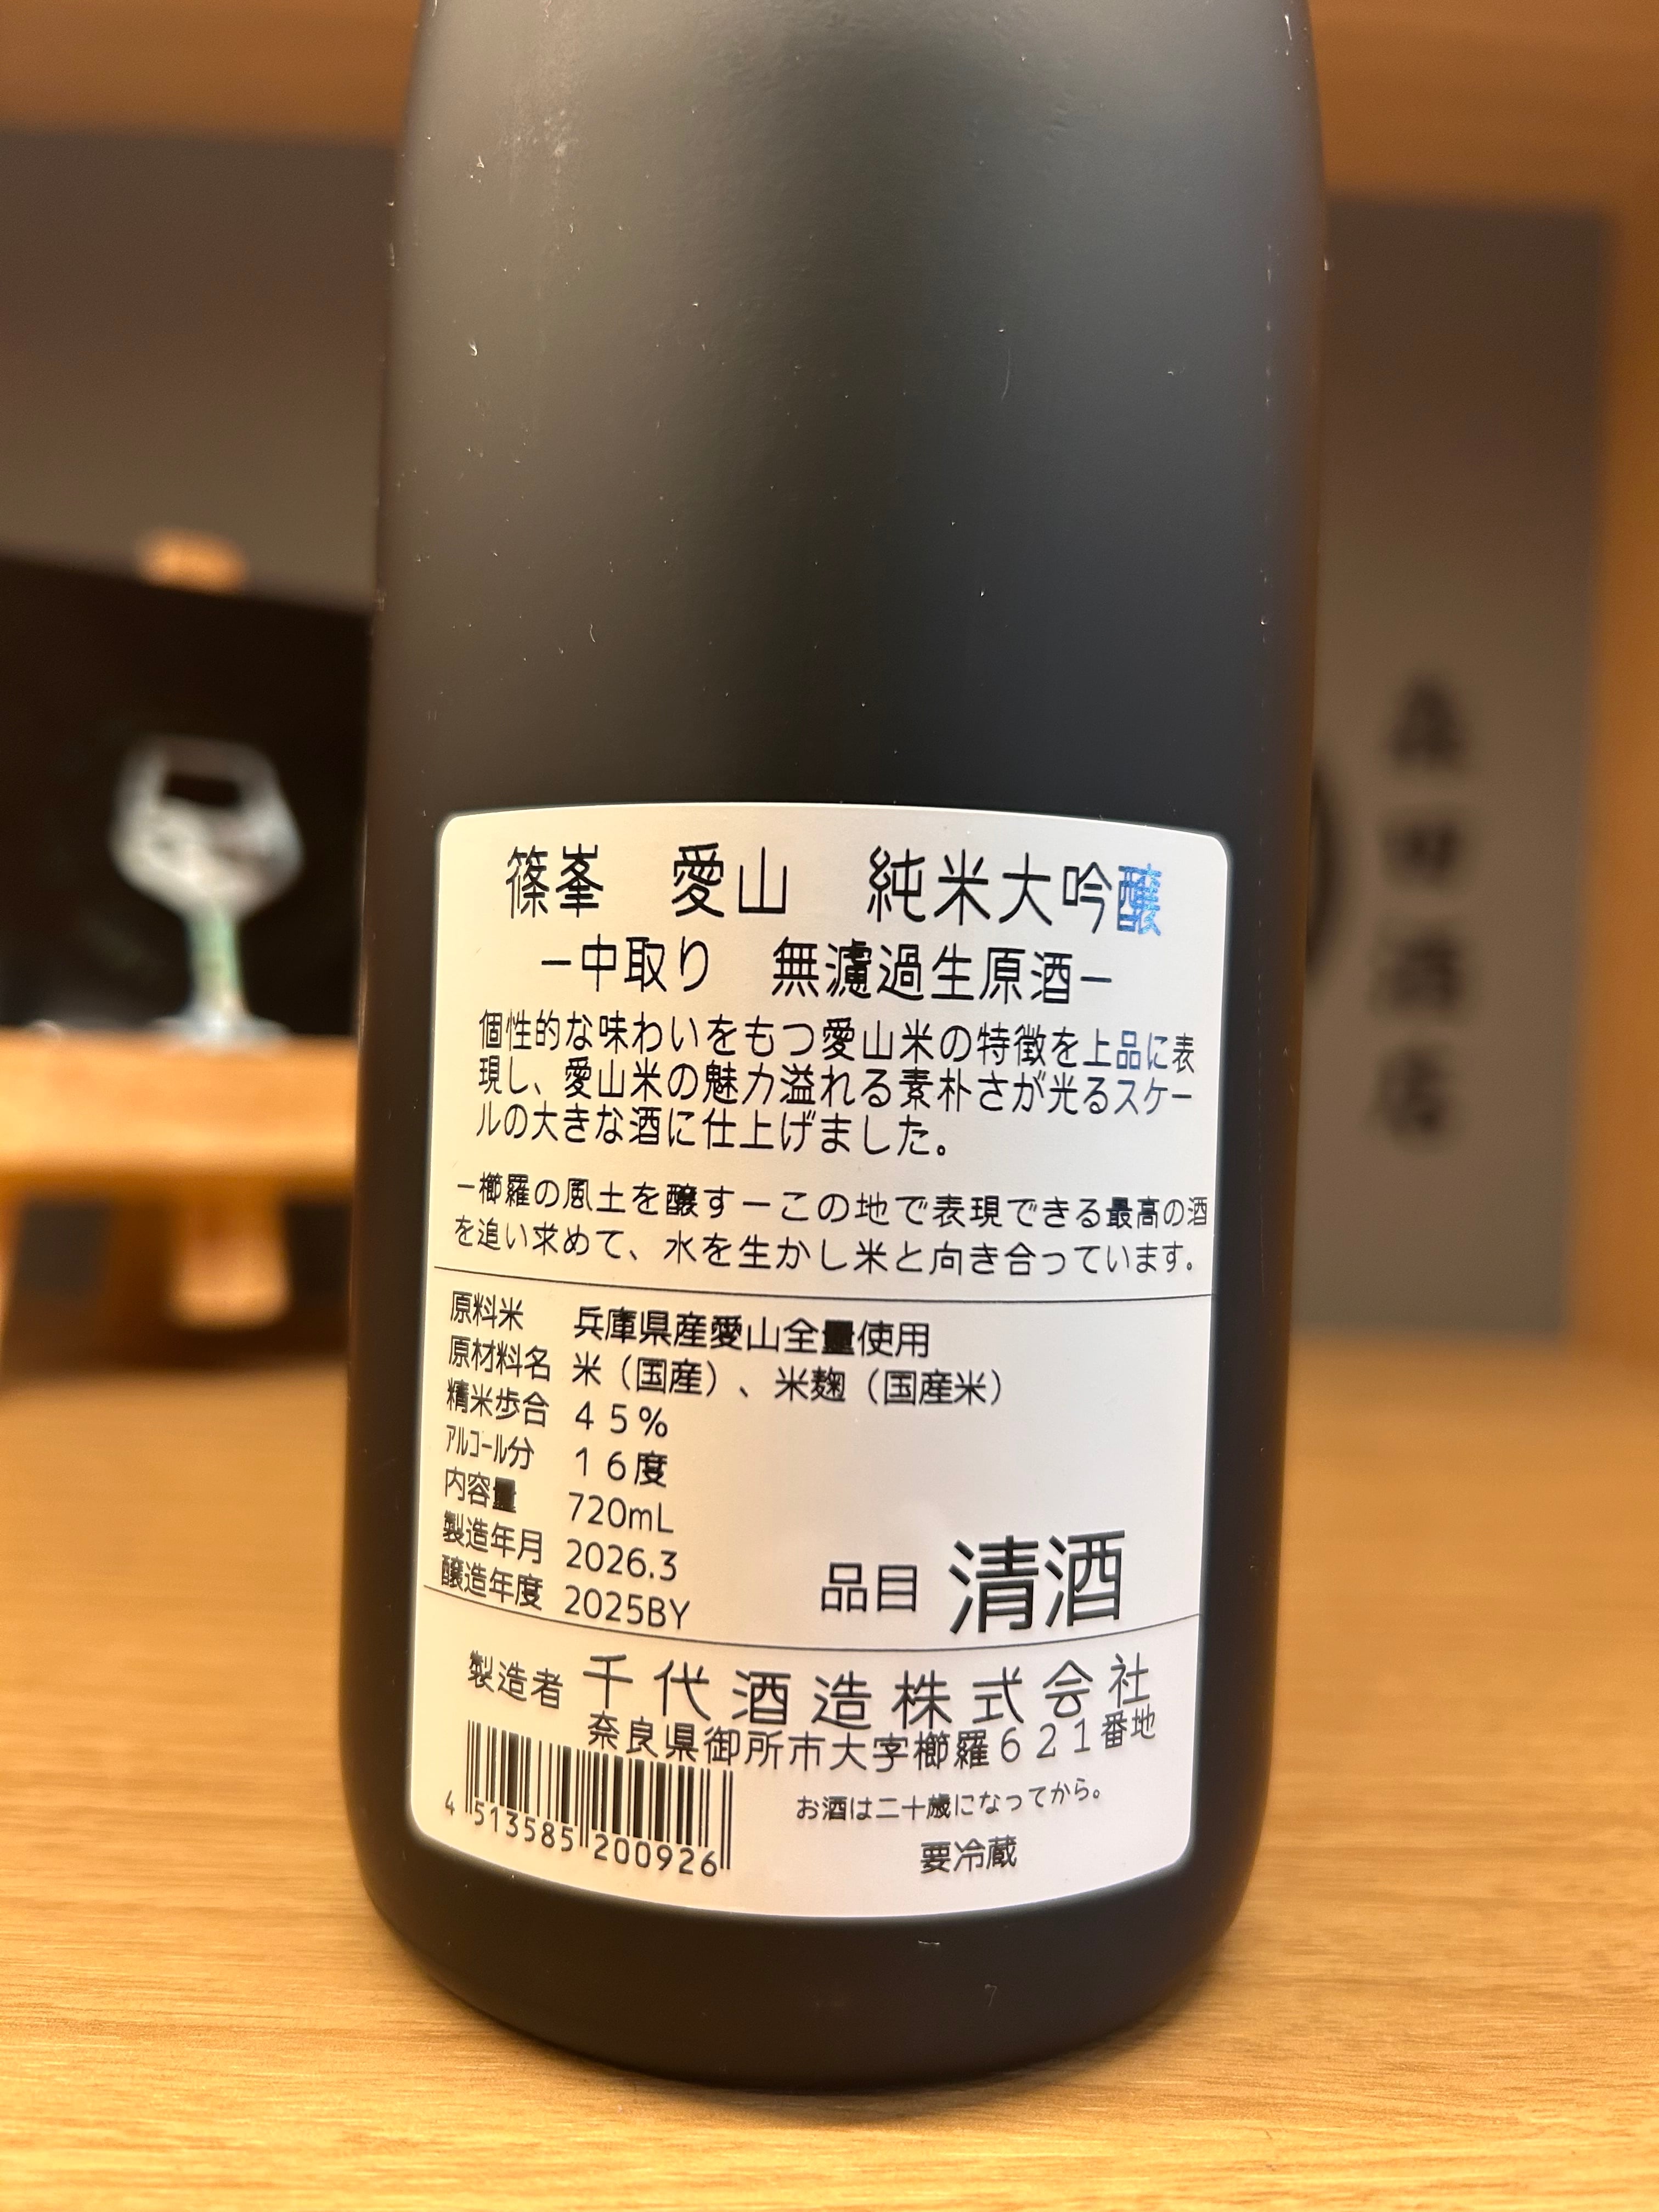 篠峯　愛山　純米大吟醸
－中取り　無濾過生原酒－
個性的な味わいをもつ愛山米の特徴を上品に表
現し、愛山米の魅力溢れる素朴さが光るスケー
ルの大きな酒に仕上げました。
－櫛羅の風土を醸す－この地で表現できる最高の酒
を追い求めて、水を生かし米と向き合っています。
原料米　兵庫県産愛山全量使用
原材料名 米（国産）、米麹（国産米）
精米歩合 ４５％
ｱﾙｺｰﾙ分 １６度
内容量 720mL
製造年月 2026.3
醸造年度 2025BY
品目 清酒
製造者 千代酒造株式会社
奈良県御所市大字櫛羅６２１番地
4 513585 200926
お酒は二十歳になってから。
要冷蔵